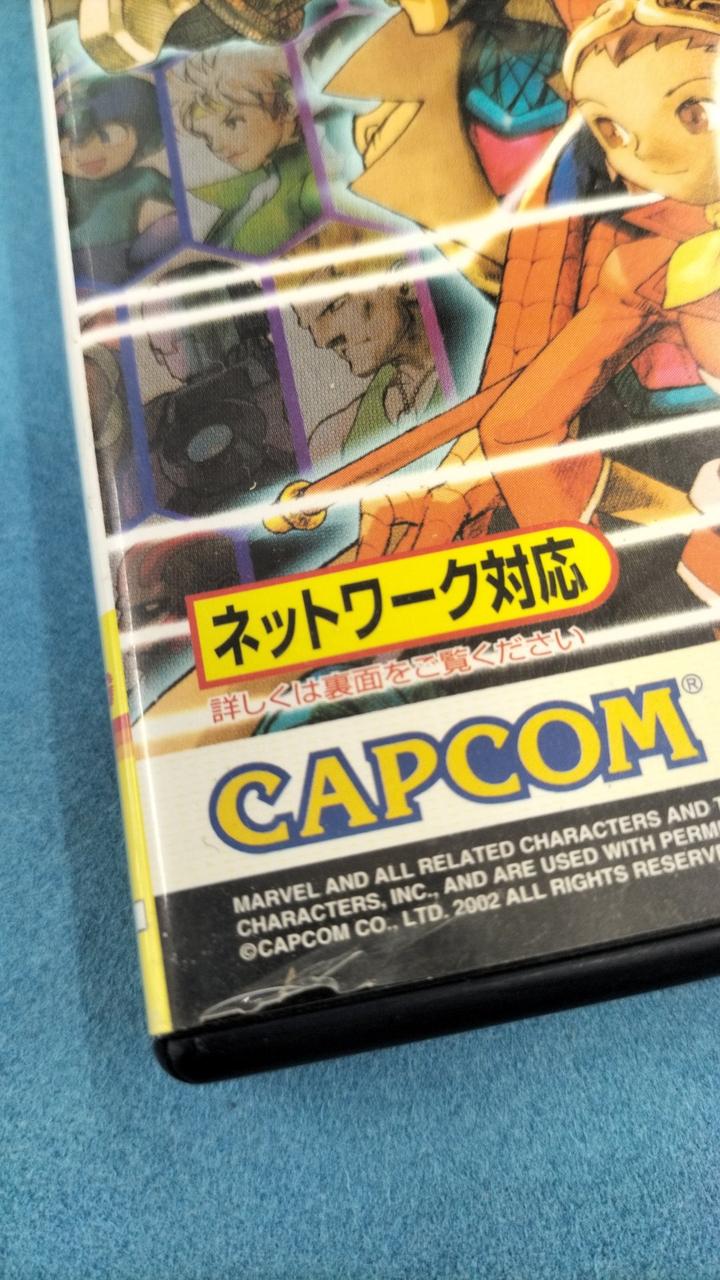 ネットワーク対応
詳しくは裏面をご覧ください
CAPCOM®
MARVEL AND ALL RELATED CHARACTERS AND
CHARACTERS, INC., AND ARE USED WITH
©CAPCOM CO., LTD. 2002 ALL RIGHTS